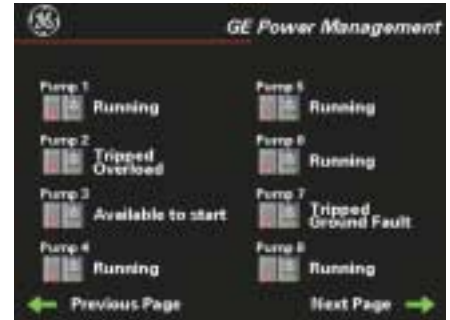 GE Power Management
Pump 1
Running
Pump 2
Tripped
Overload
Pump 3
Available to start
Pump 4
Running
Pump 5
Running
Pump 6
Running
Pump 7
Tripped
Ground Fault
Pump 8
Running
Previous Page
Next Page